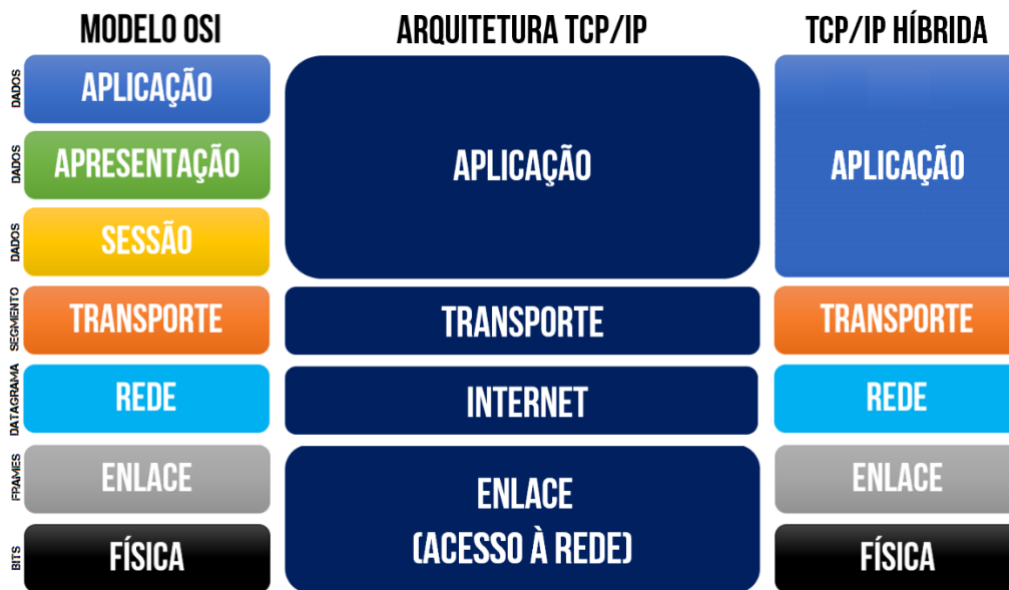 MODELO OSI
ARQUITETURA TCP/IP
TCP/IP HÍBRIDA
DADOS
APLICAÇÃO
DADOS
APRESENTAÇÃO
DADOS
SESSÃO
APLICAÇÃO
APLICAÇÃO
SEGMENTO
TRANSPORTE
TRANSPORTE
TRANSPORTE
DATAGRAMA
REDE
INTERNET
REDE
FRAMES
ENLACE
ENLACE
(ACESSO À REDE)
ENLACE
BITS
FÍSICA
FÍSICA